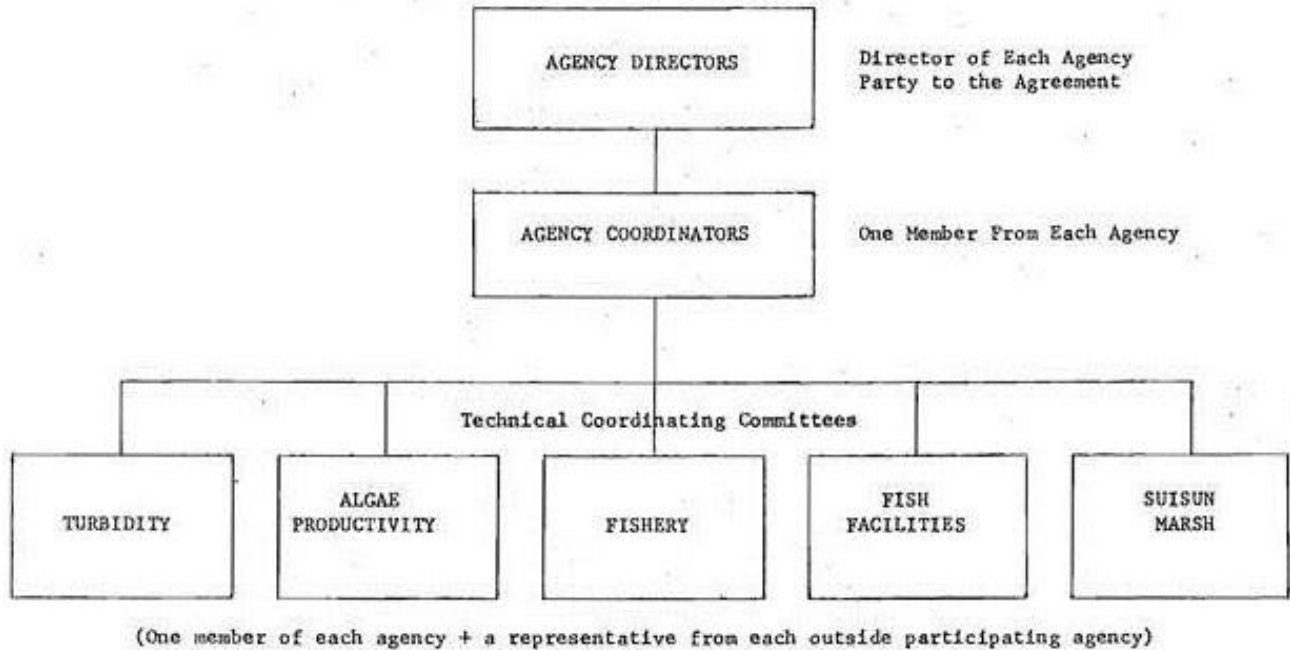 AGENCY DIRECTORS
Director of Each Agency
Party to the Agreement
AGENCY COORDINATORS
One Member From Each Agency
Technical Coordinating Committees
TURBIDITY
ALGAE
PRODUCTIVITY
FISHERY
FISH
FACILITIES
SUISUN
MARSH
(One member of each agency + a representative from each outside participating agency)